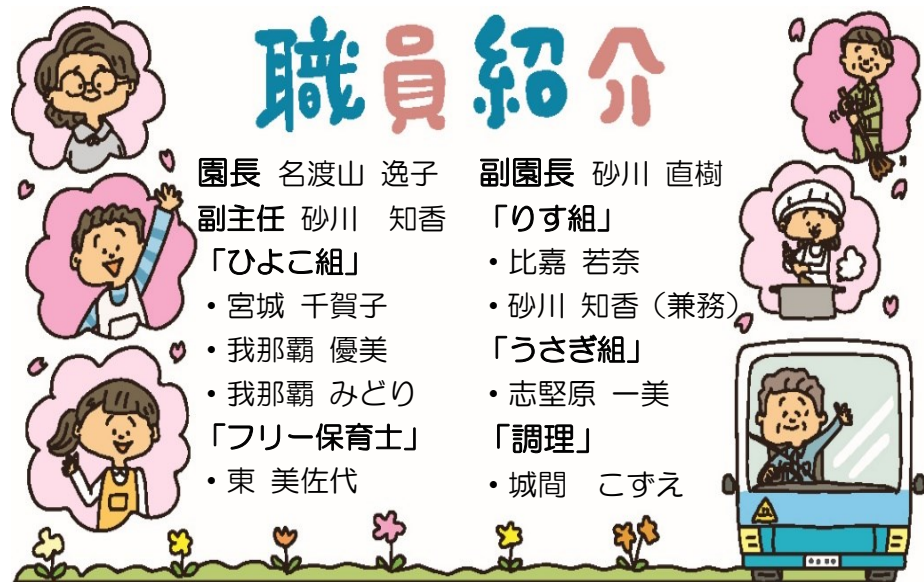 職員紹介
園長 名渡山 逸子
副主任 砂川 知香
「ひよこ組」
・宮城 千賀子
・我那覇 優美
・我那覇 みどり
「フリー保育士」
・東 美佐代
副園長 砂川 直樹
「りす組」
・比嘉 若奈
・砂川 知香(兼務)
「うさぎ組」
・志堅原 一美
「調理」
・城間 こずえ